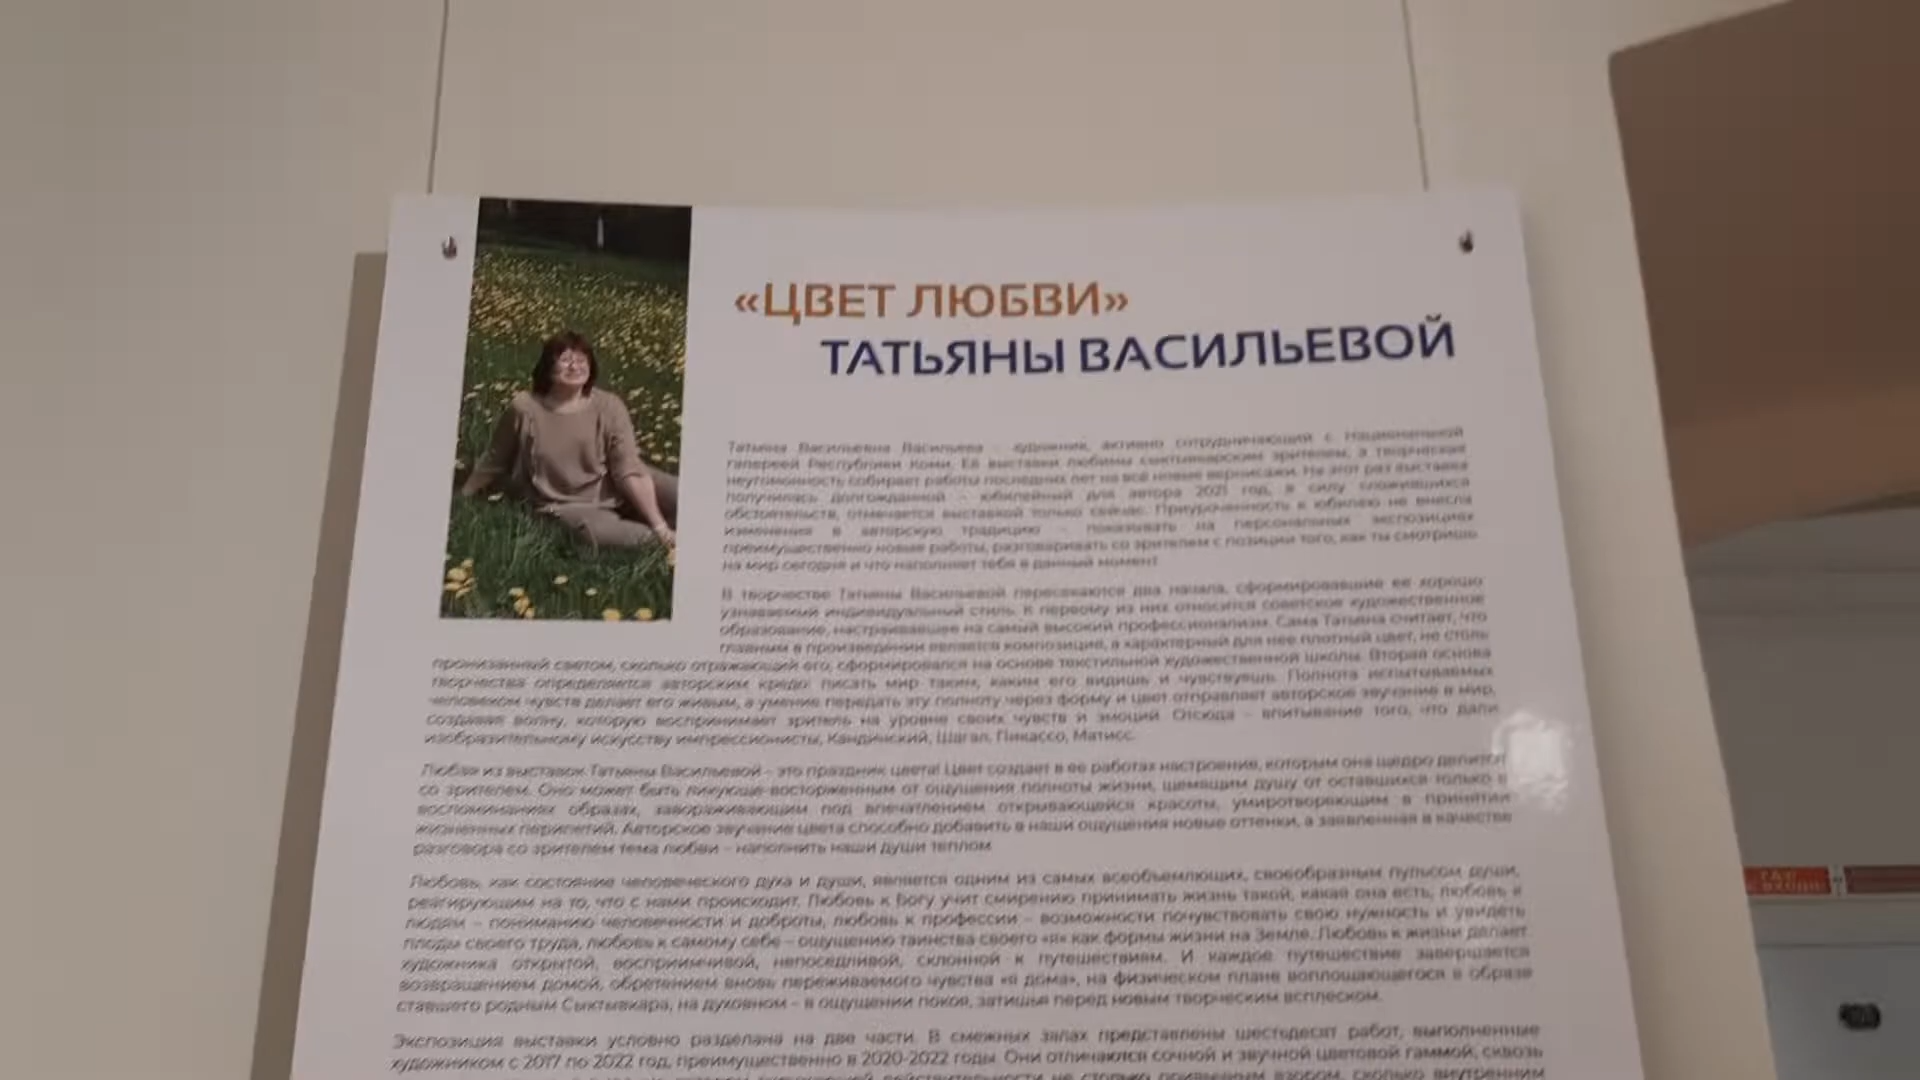 «ЦВЕТ ЛЮБВИ»
ТАТЬЯНЫ ВАСИЛЬЕВОЙ
Татьяна Васильевна Васильева - художник, активно сотрудничающий с Национальной
галереей Республики Коми. Её выставки любимы сыктывкарским зрителем, а творческая
неугомонность собирает работы последних лет на всё новые вернисажи. На этот раз выставка
получилась долгожданной - юбилейный для автора 2021 год, в силу сложившихся
обстоятельств, отмечается выставкой только сейчас. Приуроченность к юбилею не внесла
изменения в авторскую традицию - показывать на персональных экспозициях
преимущественно новые работы, разговаривать со зрителем с позиции того, как ты смотришь
на мир сегодня и что наполняет тебя в данный момент.
В творчестве Татьяны Васильевой пересекаются два начала, сформировавшие её хорошо
узнаваемый индивидуальный стиль. К первому из них относится советское художественное
образование, настраивавшее на самый высокий профессионализм. Сама Татьяна считает, что
главным в произведении является композиция, а характерный для неё плотный цвет, не столь
пронизанный светом, сколько отражающий его, сформировался на основе текстильной художественной школы. Вторая основа
творчества определяется авторским кредо: писать мир таким, каким его видишь и чувствуешь. Полнота испытываемых
человеком чувств делает его живым, а умение передать эту полноту через форму и цвет отправляет авторское звучание в мир,
создавая волну, которую воспринимает зритель на уровне своих чувств и эмоций. Отсюда - впитывание того, что дали
изобразительному искусству импрессионисты, Кандинский, Шагал, Пикассо, Матисс.
Любая из выставок Татьяны Васильевой - это праздник цвета! Цвет создает в её работах настроение, которым она щедро делится
со зрителем. Оно может быть ликующе-восторженным от ощущения полноты жизни, щемящим душу от оставшихся только в
воспоминаниях образах, завораживающим под впечатлением открывающейся красоты, умиротворяющим в принятии
жизненных перипетий. Авторское звучание цвета способно добавить в наши ощущения новые оттенки, а заявленная в качестве
разговора со зрителем тема любви - наполнить наши души теплом.
Любовь, как состояние человеческого духа и души, является одним из самых всеобъемлющих, своеобразным пульсом души,
реагирующим на то, что с нами происходит. Любовь к Богу учит смирению принимать жизнь такой, какая она есть, любовь к
людям - пониманию человечности и доброты, любовь к профессии - возможности почувствовать свою нужность и увидеть
плоды своего труда, любовь к самому себе - ощущению таинства своего «я» как формы жизни на Земле. Любовь к жизни делает
художника открытой, восприимчивой, непоседливой, склонной к путешествиям. И каждое путешествие завершается
возвращением домой, обретением вновь переживаемого чувства «я дома», на физическом плане воплощающегося в образе
ставшего родным Сыктывкара, на духовном - в ощущении покоя, затишья перед новым творческим всплеском.
Экспозиция выставки условно разделана на две части. В смежных залах представлены шестьдесят работ, выполненные
художником с 2017 по 2022 год, преимущественно в 2020-2022 годы. Они отличаются сочной и звучной цветовой гаммой, сквозь